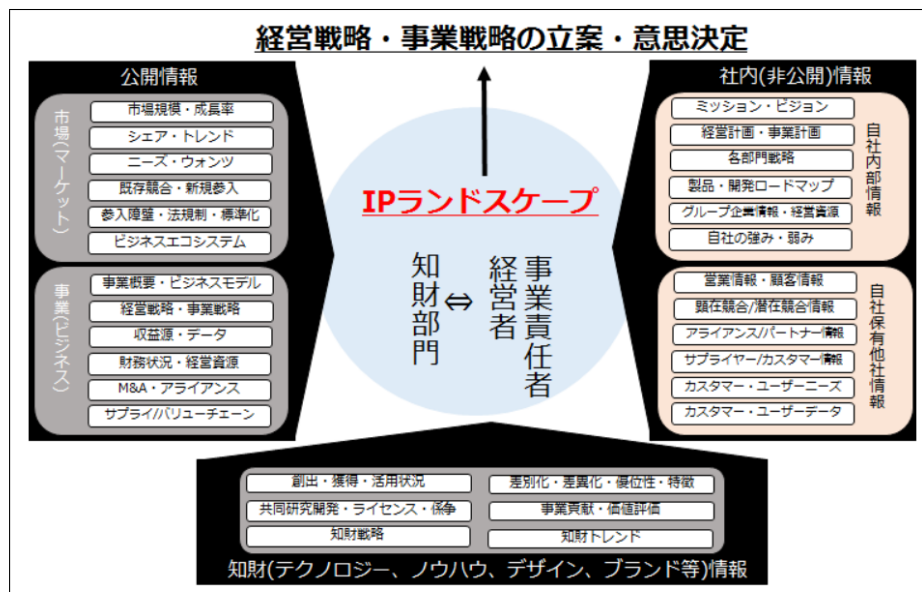 経営戦略・事業戦略の立案・意思決定
公開情報
市場(マーケット)
市場規模・成長率
シェア・トレンド
ニーズ・ウォンツ
既存競合・新規参入
参入障壁・法規制・標準化
ビジネスエコシステム
事業(ビジネス)
事業概要・ビジネスモデル
経営戦略・事業戦略
収益源・データ
財務状況・経営資源
M&A・アライアンス
サプライ/バリューチェーン
IPランドスケープ
知財部門
⇔
経営者
事業責任者
社内(非公開)情報
自社内部情報
ミッション・ビジョン
経営計画・事業計画
各部門戦略
製品・開発ロードマップ
グループ企業情報・経営資源
自社の強み・弱み
自社保有他社情報
営業情報・顧客情報
顕在競合/潜在競合情報
アライアンス/パートナー情報
サプライヤー/カスタマー情報
カスタマー・ユーザーニーズ
カスタマー・ユーザーデータ
創出・獲得・活用状況
共同研究開発・ライセンス・係争
知財戦略
差別化・差異化・優位性・特徴
事業貢献・価値評価
知財トレンド
知財(テクノロジー、ノウハウ、デザイン、ブランド等)情報